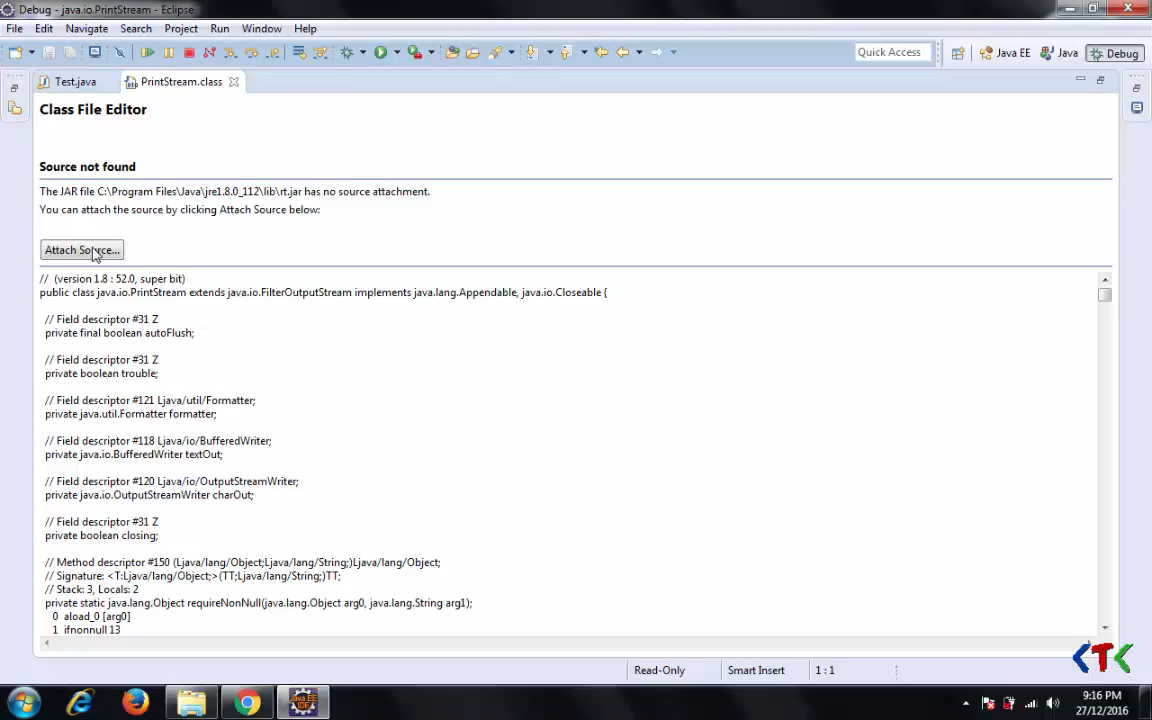 Debug - java.io.PrintStream - Eclipse
File Edit Navigate Search Project Run Window Help
Quick Access Java EE Java Debug
Test.java PrintStream.class
Class File Editor
Source not found
The JAR file C:\Program Files\Java\jre1.8.0_112\lib\rt.jar has no source attachment.
You can attach the source by clicking Attach Source below:
Attach Source...
// (version 1.8 : 52.0, super bit)
public class java.io.PrintStream extends java.io.FilterOutputStream implements java.lang.Appendable, java.io.Closeable {
// Field descriptor #31 Z
private final boolean autoFlush;
// Field descriptor #31 Z
private boolean trouble;
// Field descriptor #121 Ljava/util/Formatter;
private java.util.Formatter formatter;
// Field descriptor #118 Ljava/io/BufferedWriter;
private java.io.BufferedWriter textOut;
// Field descriptor #120 Ljava/io/OutputStreamWriter;
private java.io.OutputStreamWriter charOut;
// Field descriptor #31 Z
private boolean closing;
// Method descriptor #150 (Ljava/lang/Object;Ljava/lang/String;)Ljava/lang/Object;
// Signature: <T:Ljava/lang/Object;>(TT;Ljava/lang/String;)TT;
// Stack: 3, Locals: 2
private static java.lang.Object requireNonNull(java.lang.Object arg0, java.lang.String arg1);
0 aload_0 [arg0]
1 ifnonnull 13
CTC
Read-Only Smart Insert 1 : 1
Java EE
IDE
9:16 PM
27/12/2016